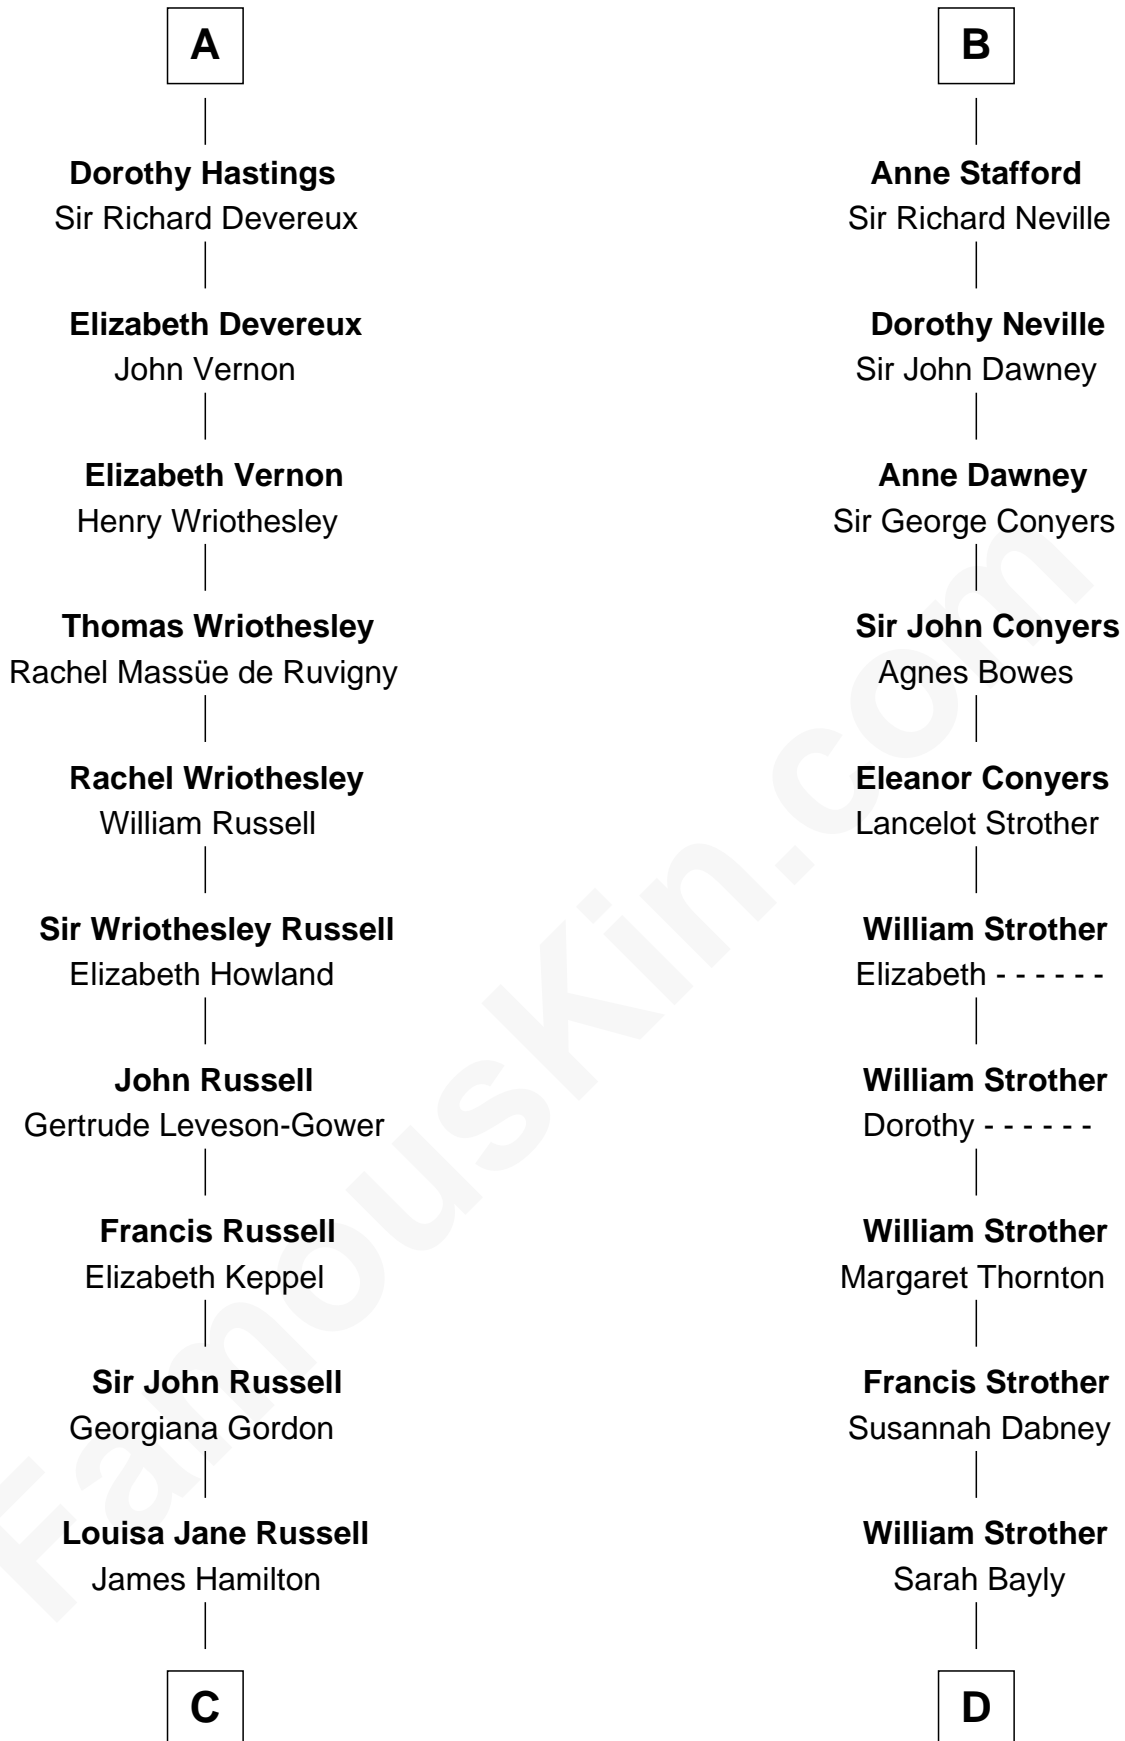 A
Dorothy Hastings
Sir Richard Devereux
Elizabeth Devereux
John Vernon
Elizabeth Vernon
Henry Wriothesley
Thomas Wriothesley
Rachel Massüe de Ruvigny
Rachel Wriothesley
William Russell
Sir Wriothesley Russell
Elizabeth Howland
John Russell
Gertrude Leveson-Gower
Francis Russell
Elizabeth Keppel
Sir John Russell
Georgiana Gordon
Louisa Jane Russell
James Hamilton
C
B
Anne Stafford
Sir Richard Neville
Dorothy Neville
Sir John Dawney
Anne Dawney
Sir George Conyers
Sir John Conyers
Agnes Bowes
Eleanor Conyers
Lancelot Strother
William Strother
Elizabeth - - - - - -
William Strother
Dorothy - - - - - -
William Strother
Margaret Thornton
Francis Strother
Susannah Dabney
William Strother
Sarah Bayly
D
FamousKin.com